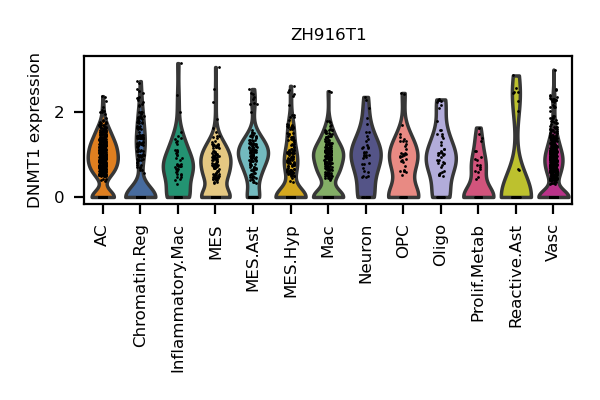 ZH916T1
DNMT1 expression
2
0
AC
Chromatin.Reg
Inflammatory.Mac
MES
MES.Ast
MES.Hyp
Mac
Neuron
OPC
Oligo
Prolif.Metab
Reactive.Ast
Vasc